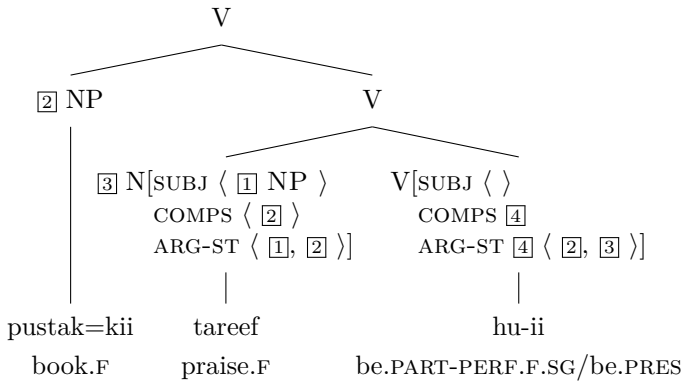 V
[2] NP V
[3] N[SUBJ ⟨ [1] NP ⟩ V[SUBJ ⟨ ⟩
COMPS ⟨ [2] ⟩ COMPS [4]
ARG-ST ⟨ [1], [2] ⟩] ARG-ST [4] ⟨ [2], [3] ⟩]
pustak=kii tareef hu-ii
book.F praise.F be.PART-PERF.F.SG/be.PRES